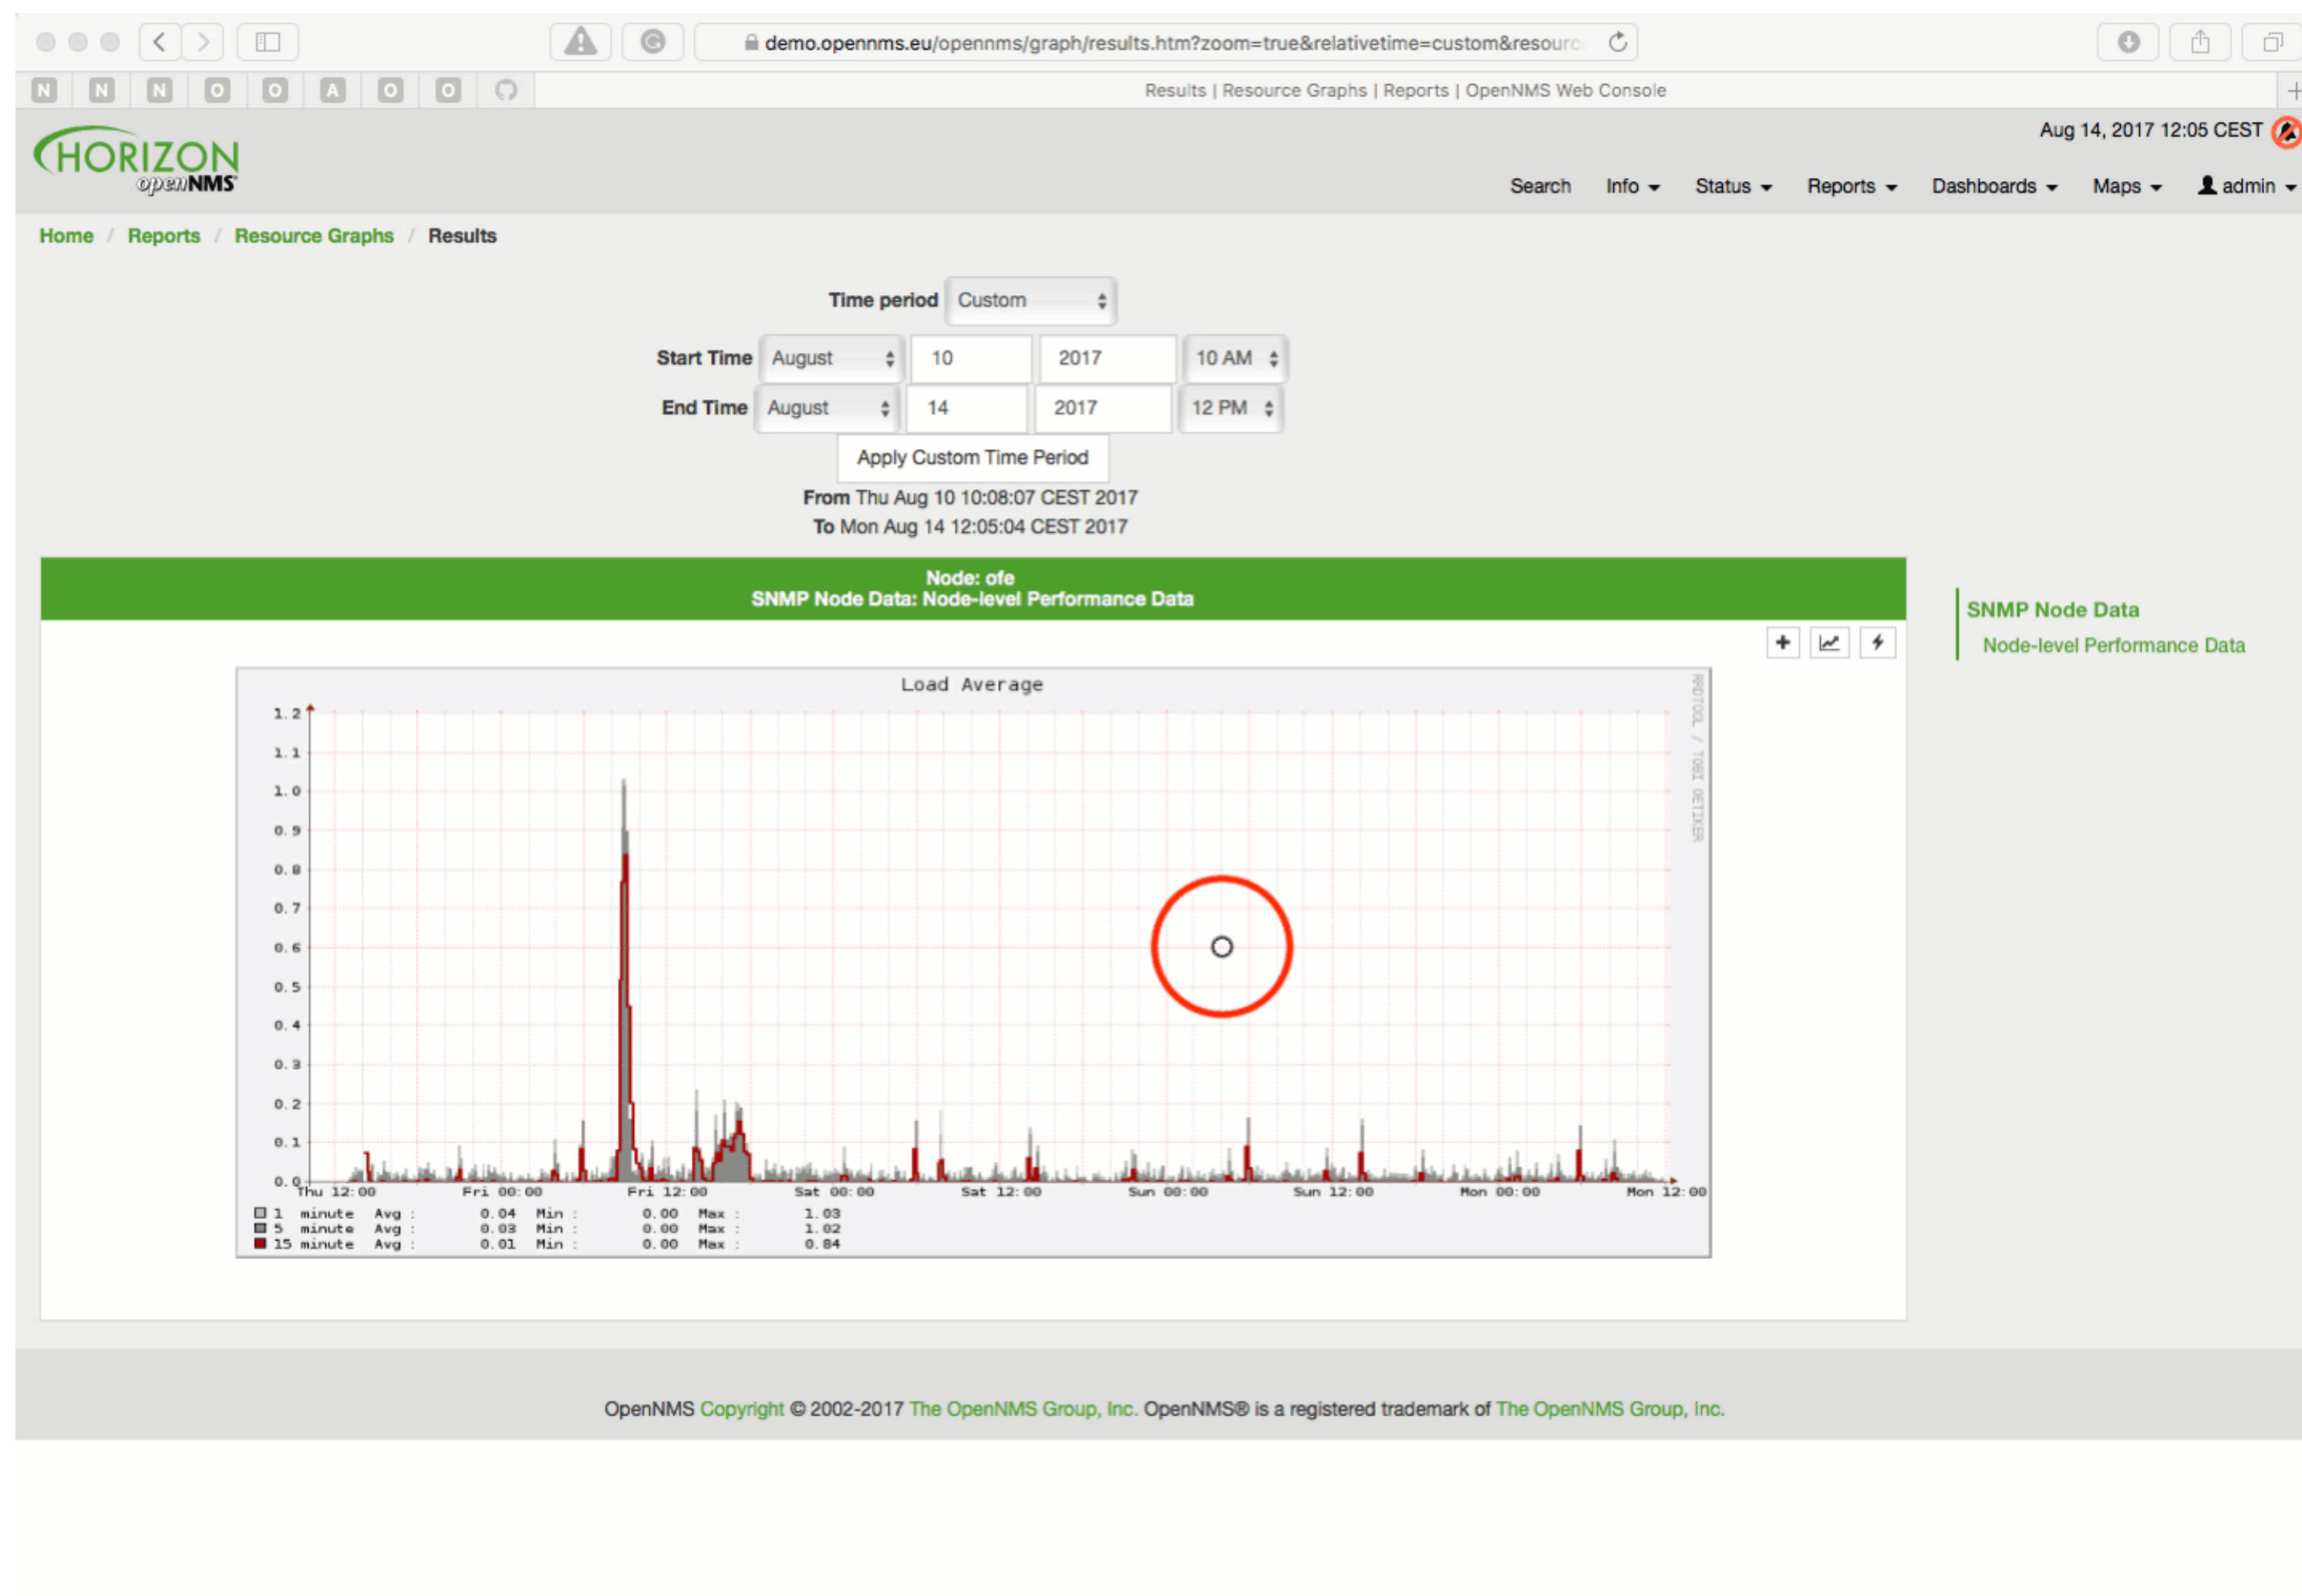 demo.opennms.eu/opennms/graph/results.htm?zoom=true&relativetime=custom&resourc
N N N O O A O O
Results | Resource Graphs | Reports | OpenNMS Web Console
HORIZON
openNMS
Aug 14, 2017 12:05 CEST
Search Info Status Reports Dashboards Maps admin
Home / Reports / Resource Graphs / Results
Time period Custom
Start Time August 10 2017 10 AM
End Time August 14 2017 12 PM
Apply Custom Time Period
From Thu Aug 10 10:08:07 CEST 2017
To Mon Aug 14 12:05:04 CEST 2017
Node: ofe
SNMP Node Data: Node-level Performance Data
SNMP Node Data
Node-level Performance Data
Load Average
RRDTOOL / TOBI OETIKER
1.2
1.1
1.0
0.9
0.8
0.7
0.6
0.5
0.4
0.3
0.2
0.1
0.0
Thu 12:00 Fri 00:00 Fri 12:00 Sat 00:00 Sat 12:00 Sun 00:00 Sun 12:00 Mon 00:00 Mon 12:00
1 minute Avg : 0.04 Min : 0.00 Max : 1.03
5 minute Avg : 0.03 Min : 0.00 Max : 1.02
15 minute Avg : 0.01 Min : 0.00 Max : 0.84
OpenNMS Copyright © 2002-2017 The OpenNMS Group, Inc. OpenNMS® is a registered trademark of The OpenNMS Group, Inc.